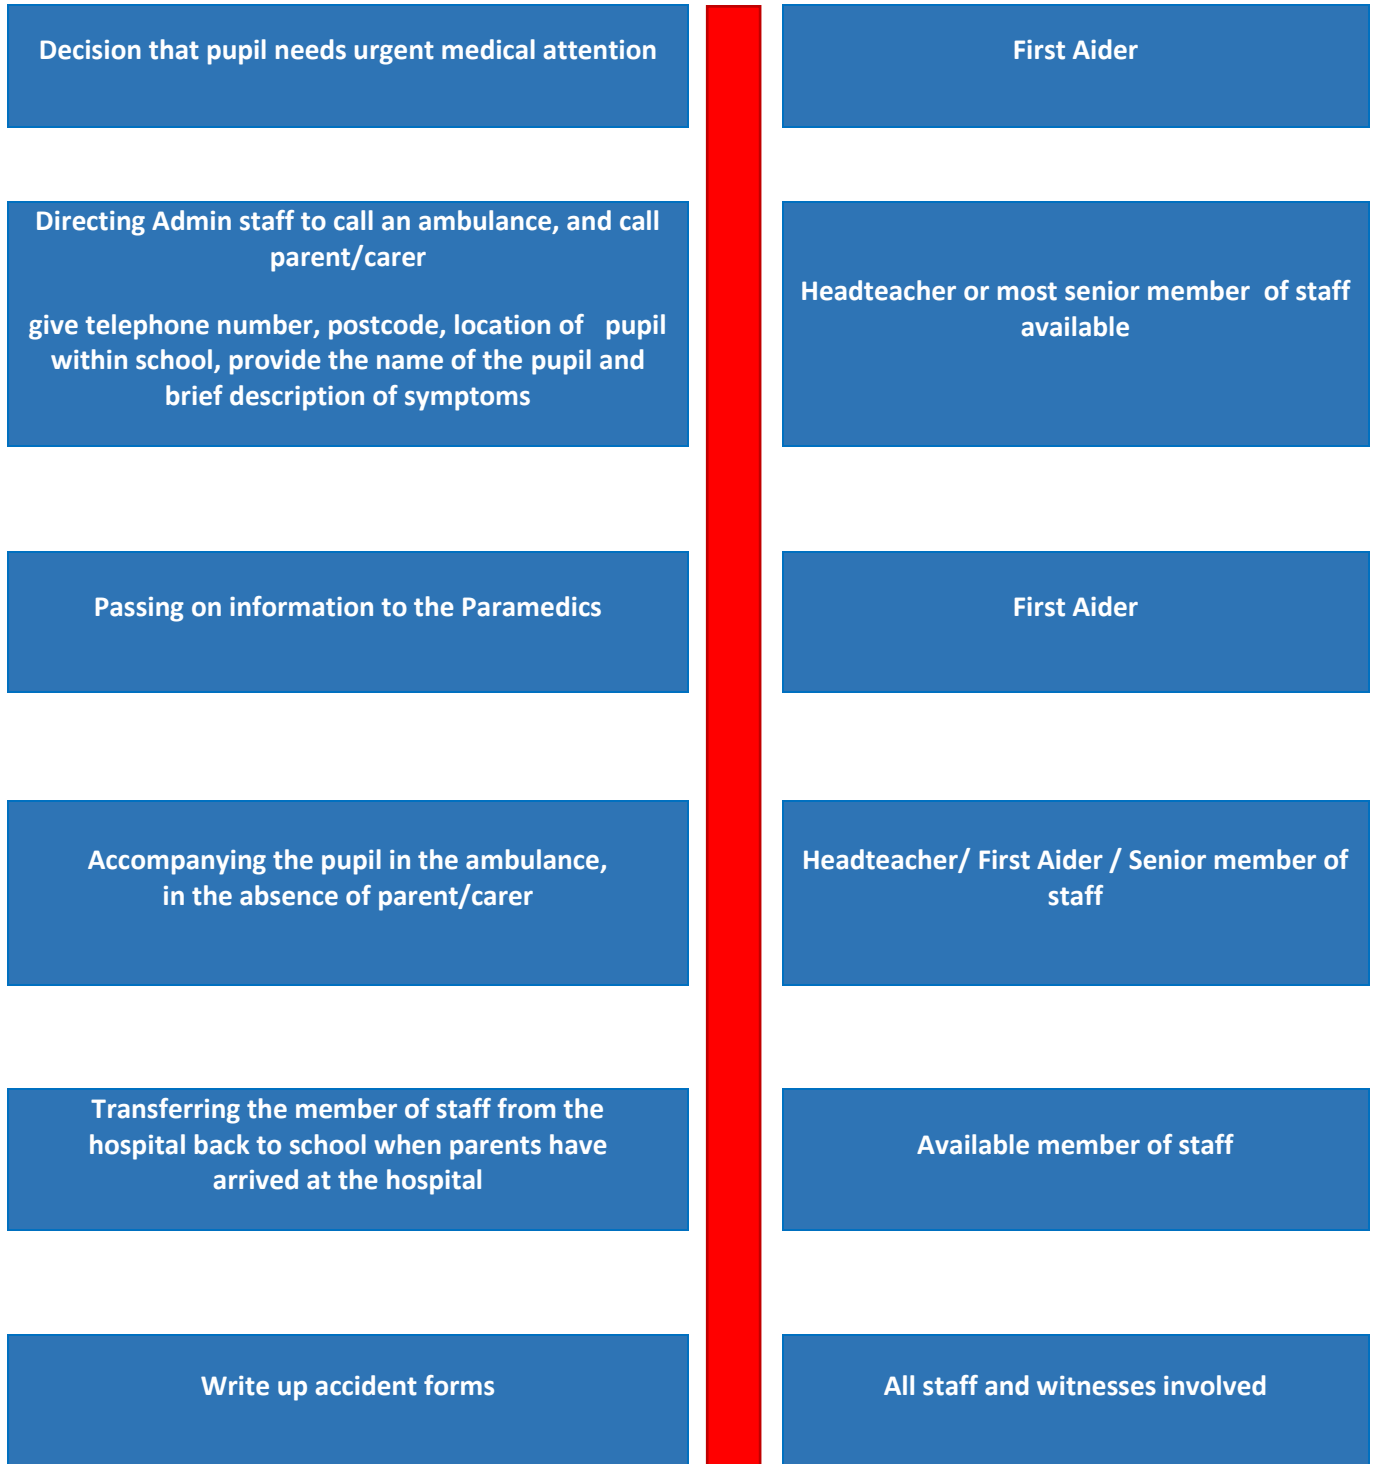 Decision that pupil needs urgent medical attention
First Aider
Directing Admin staff to call an ambulance, and call
parent/carer
give telephone number, postcode, location of   pupil
within school, provide the name of the pupil and
brief description of symptoms
Headteacher or most senior member  of staff
available
Passing on information to the Paramedics
First Aider
Accompanying the pupil in the ambulance,
in the absence of parent/carer
Headteacher/ First Aider / Senior member of
staff
Transferring the member of staff from the
hospital back to school when parents have
arrived at the hospital
Available member of staff
Write up accident forms
All staff and witnesses involved